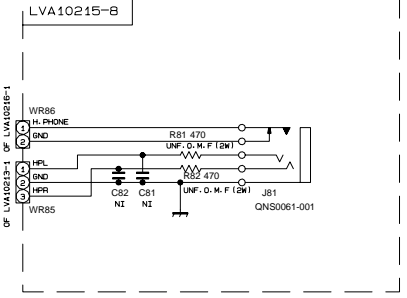 LVA10215-8
OF LVA10216-1
WR86
1 H. PHONE
2 GND
R81 470
UNF. O. M. F (2W)
OF LVA10213-1
1 HPL
2 GND
3 HPR
WR85
C82
NI
C81
NI
R82 470
UNF. O. M. F (2W)
J81
QNS0061-001